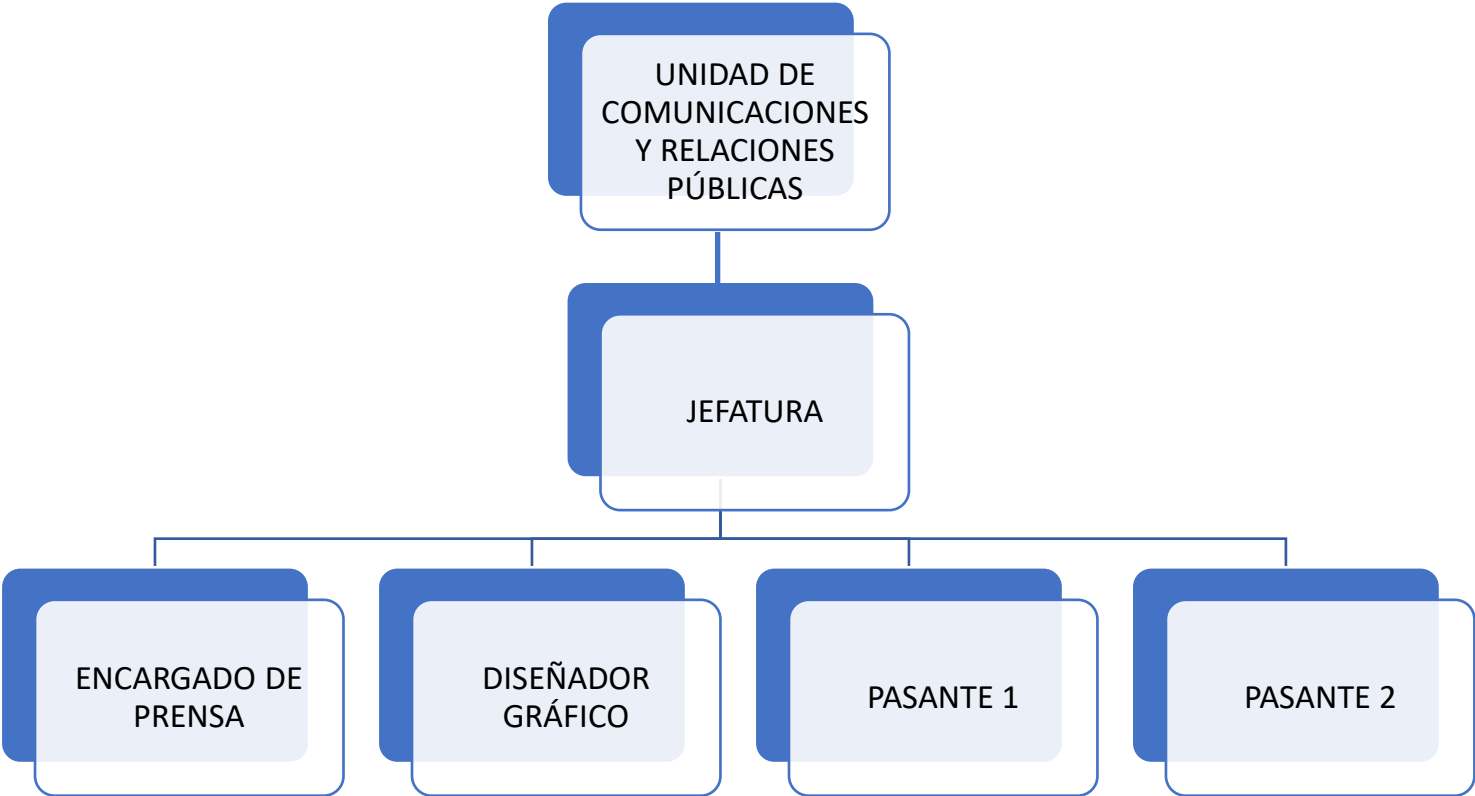 UNIDAD DE
COMUNICACIONES
Y RELACIONES
PÚBLICAS
JEFATURA
ENCARGADO DE
PRENSA
DISEÑADOR
GRÁFICO
PASANTE 1
PASANTE 2